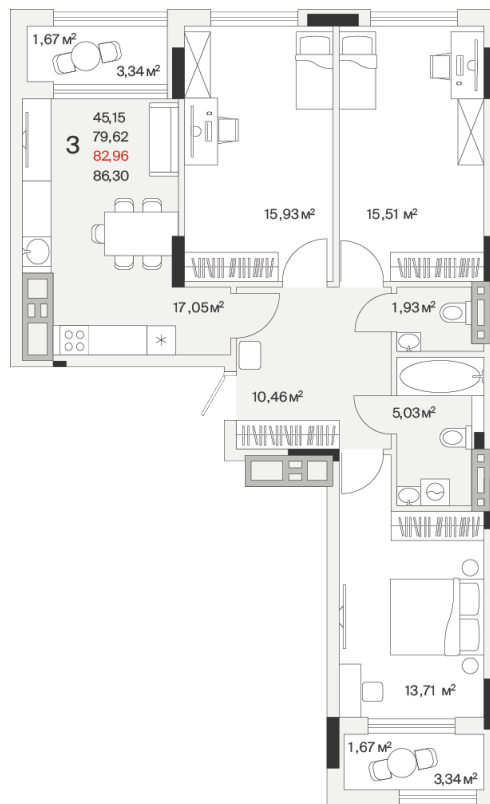 1,67 м²
3,34 м²
3
45,15
79,62
82,96
86,30
15,93 м²
15,51 м²
17,05 м²
1,93 м²
10,46 м²
5,03 м²
13,71 м²
1,67 м²
3,34 м²